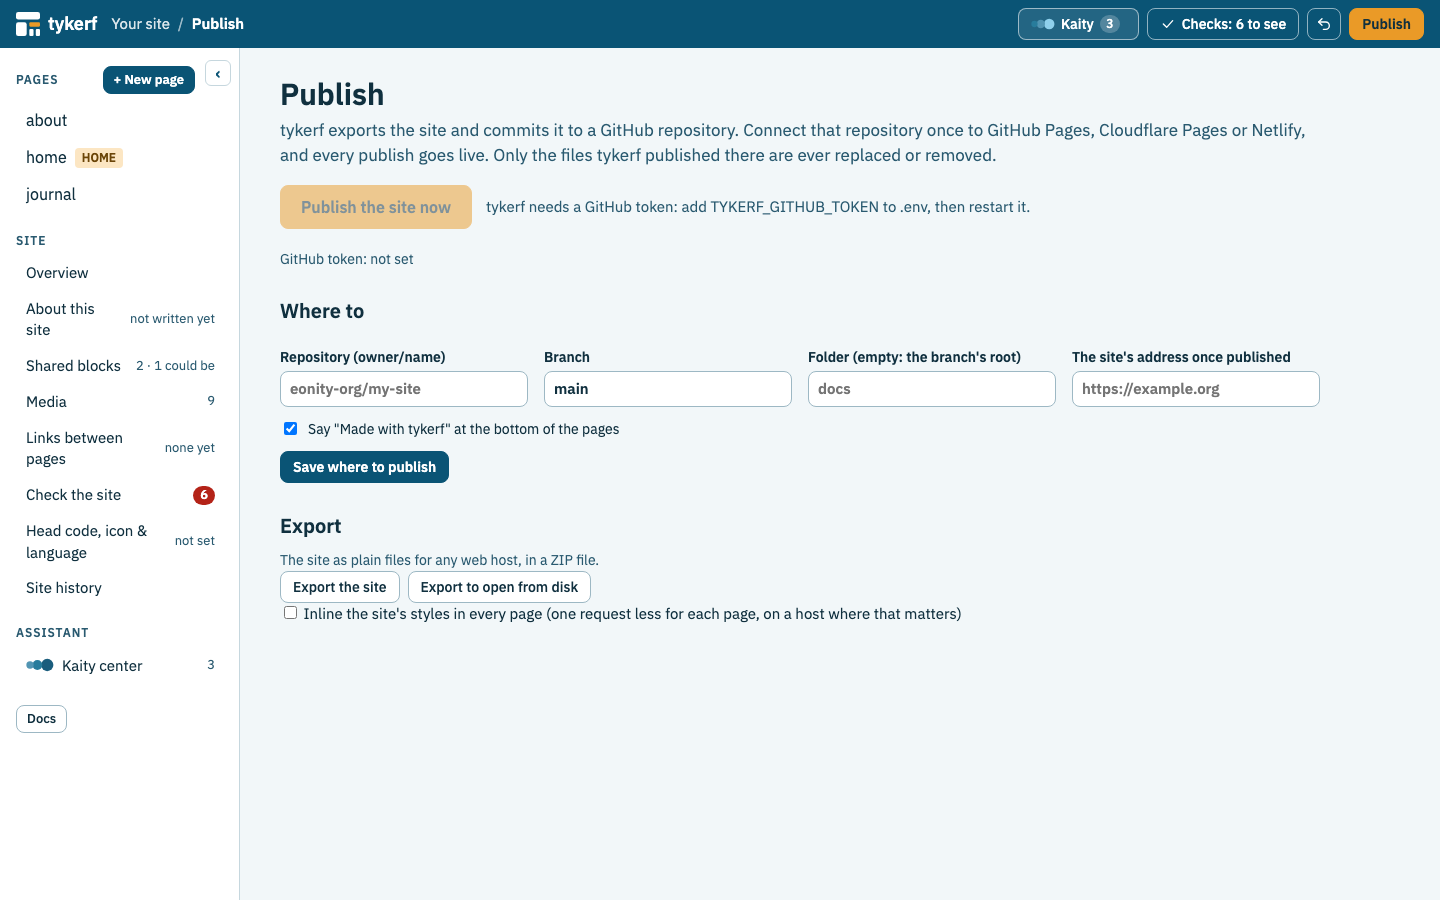 tykerf Your site / Publish
Kaity 3
Checks: 6 to see
Publish
PAGES
+ New page
‹
about
home HOME
journal
SITE
Overview
About this site not written yet
Shared blocks 2 · 1 could be
Media 9
Links between pages none yet
Check the site 6
Head code, icon & language not set
Site history
ASSISTANT
Kaity center 3
Docs
Publish
tykerf exports the site and commits it to a GitHub repository. Connect that repository once to GitHub Pages, Cloudflare Pages or Netlify,
and every publish goes live. Only the files tykerf published there are ever replaced or removed.
Publish the site now tykerf needs a GitHub token: add TYKERF_GITHUB_TOKEN to .env, then restart it.
GitHub token: not set
Where to
Repository (owner/name) Branch Folder (empty: the branch's root) The site's address once published
eonity-org/my-site main docs https://example.org
Say "Made with tykerf" at the bottom of the pages
Save where to publish
Export
The site as plain files for any web host, in a ZIP file.
Export the site Export to open from disk
Inline the site's styles in every page (one request less for each page, on a host where that matters)